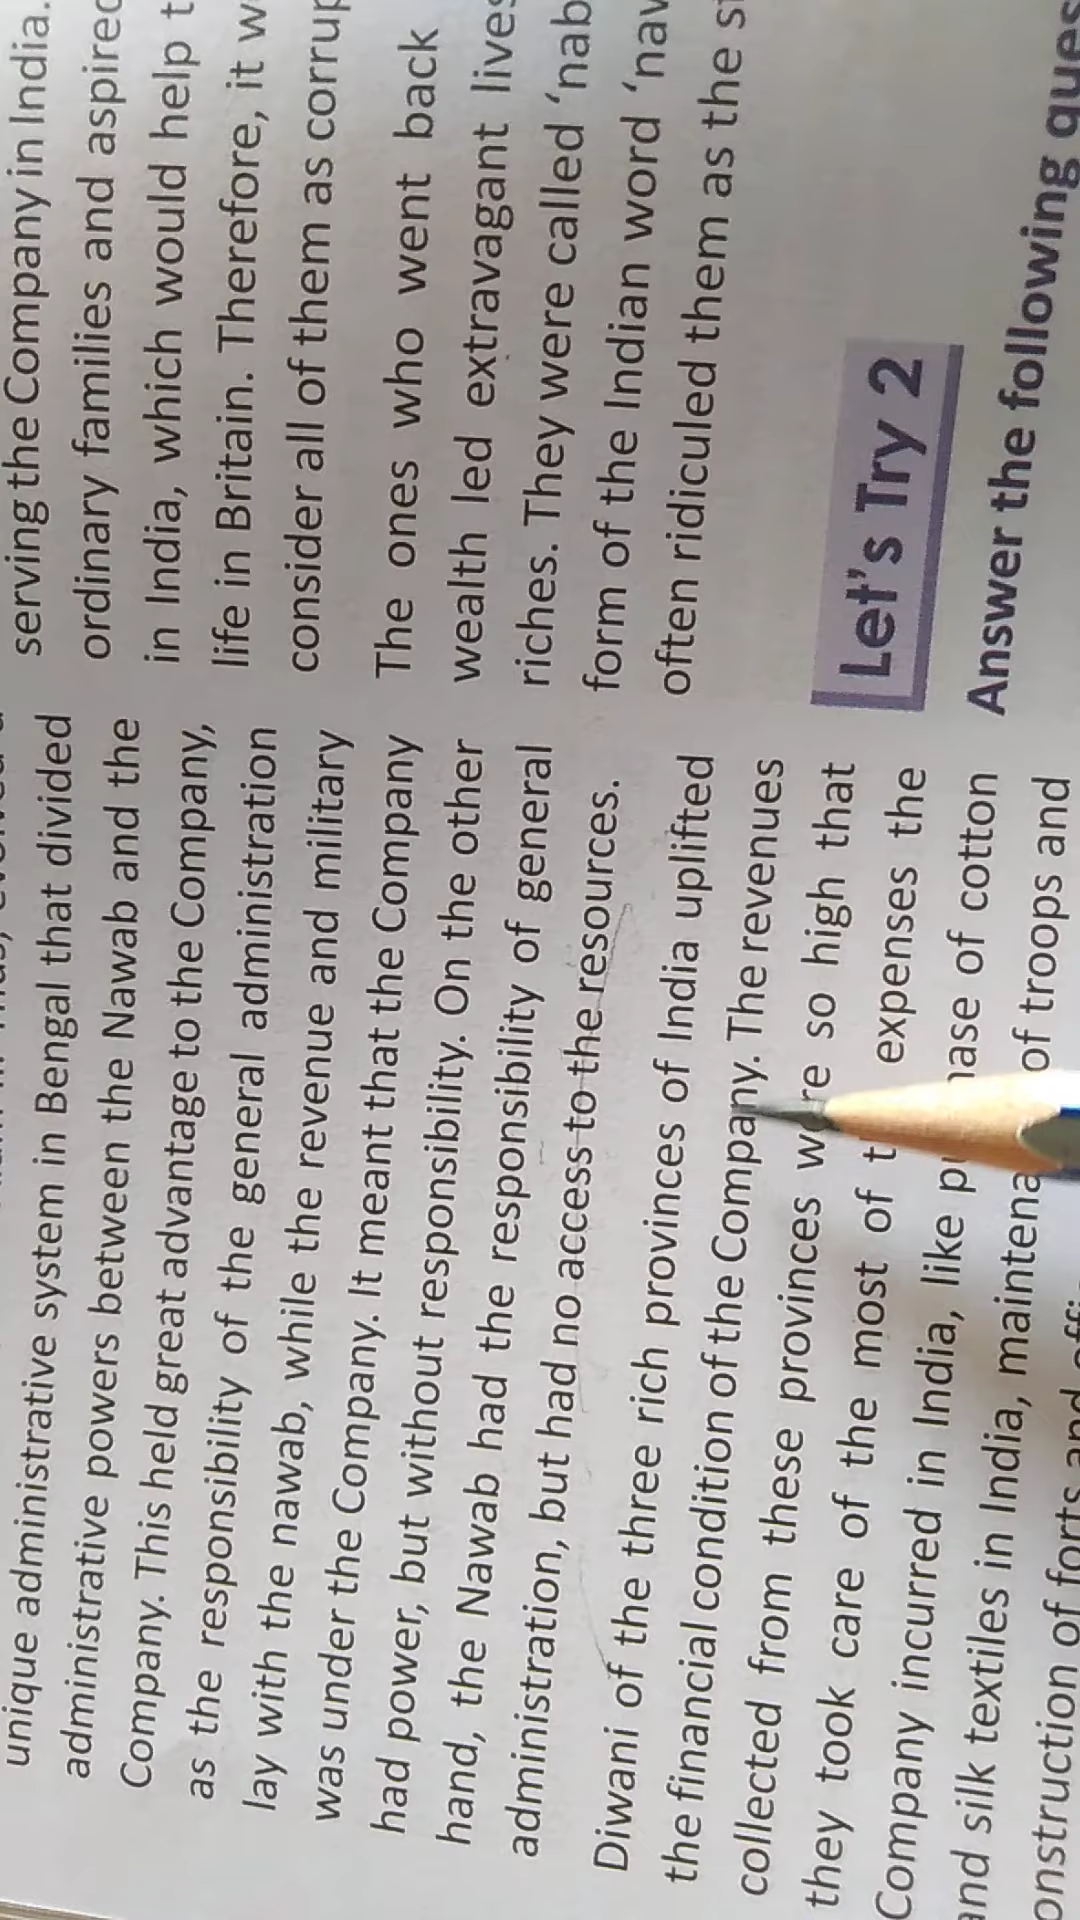 unique administrative system in Bengal that divided
administrative powers between the Nawab and the
Company. This held great advantage to the Company,
as the responsibility of the general administration
lay with the nawab, while the revenue and military
was under the Company. It meant that the Company
had power, but without responsibility. On the other
hand, the Nawab had the responsibility of general
administration, but had no access to the resources.
Diwani of the three rich provinces of India uplifted
the financial condition of the Company. The revenues
collected from these provinces were so high that
they took care of the most of expenses the
Company incurred in India, like of cotton
and silk textiles in India, of troops and
of forts and
serving the Company in India.
ordinary families and aspired
in India, which would help
life in Britain. Therefore, it
consider all of them as
The ones who went back
wealth led extravagant
riches. They were called
form of the Indian word
often ridiculed them as the
Let's Try 2
Answer the following